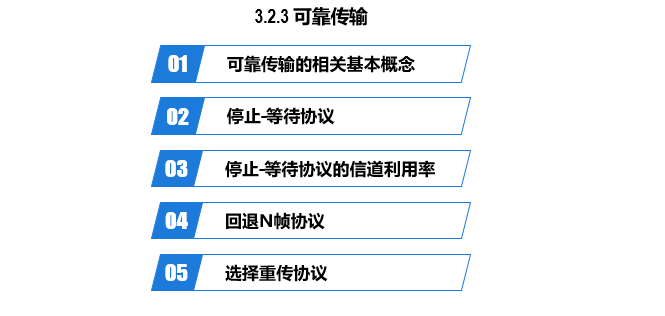 3.2.3 可靠传输
01 可靠传输的相关基本概念
02 停止-等待协议
03 停止-等待协议的信道利用率
04 回退N帧协议
05 选择重传协议